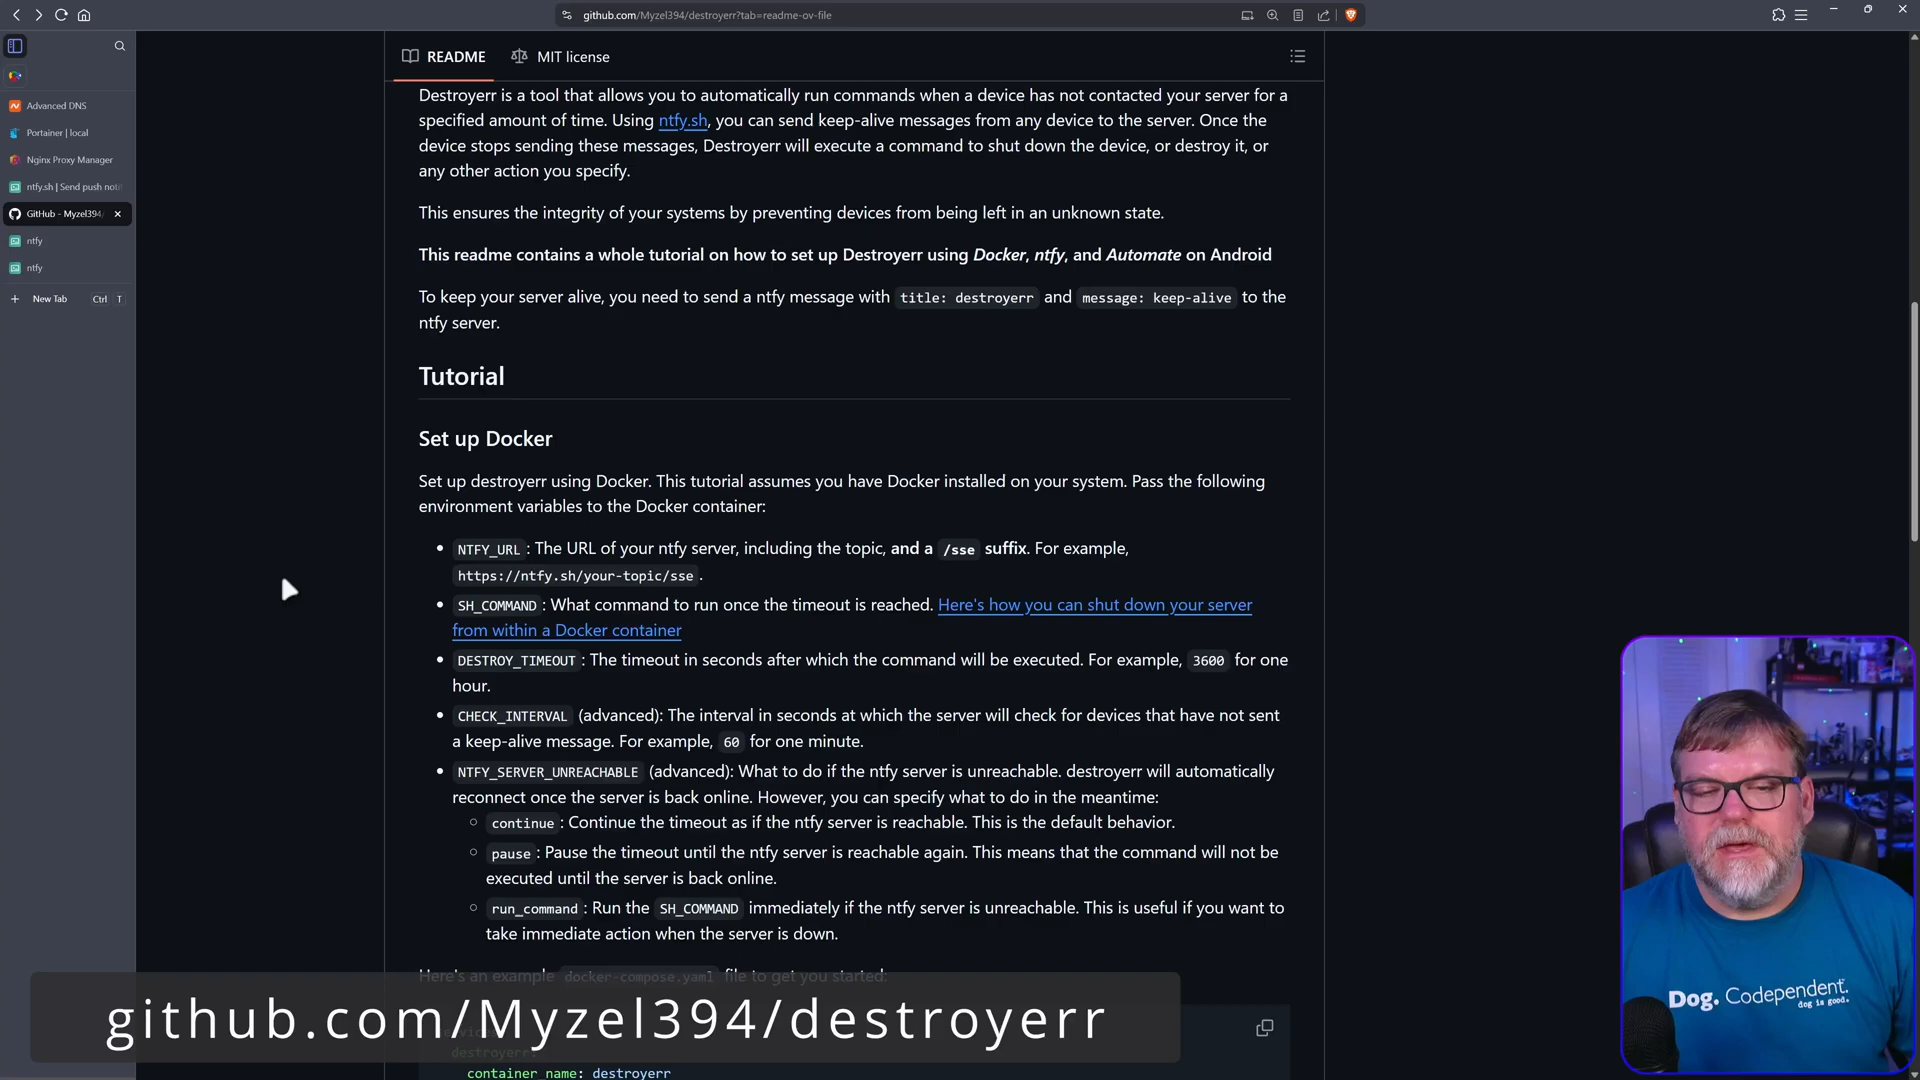 github.com/Myzel394/destroyerr?tab=readme-ov-file
README
MIT license
Advanced DNS
Portainer | local
Nginx Proxy Manager
ntfy.sh | Send push noti
GitHub - Myzel394/
ntfy
ntfy
New Tab Ctrl T
Destroyerr is a tool that allows you to automatically run commands when a device has not contacted your server for a
specified amount of time. Using ntfy.sh, you can send keep-alive messages from any device to the server. Once the
device stops sending these messages, Destroyerr will execute a command to shut down the device, or destroy it, or
any other action you specify.
This ensures the integrity of your systems by preventing devices from being left in an unknown state.
This readme contains a whole tutorial on how to set up Destroyerr using Docker, ntfy, and Automate on Android
To keep your server alive, you need to send a ntfy message with title: destroyerr and message: keep-alive to the
ntfy server.
Tutorial
Set up Docker
Set up destroyerr using Docker. This tutorial assumes you have Docker installed on your system. Pass the following
environment variables to the Docker container:
• NTFY_URL: The URL of your ntfy server, including the topic, and a /sse suffix. For example,
https://ntfy.sh/your-topic/sse.
• SH_COMMAND: What command to run once the timeout is reached. Here's how you can shut down your server
from within a Docker container
• DESTROY_TIMEOUT: The timeout in seconds after which the command will be executed. For example, 3600 for one
hour.
• CHECK_INTERVAL (advanced): The interval in seconds at which the server will check for devices that have not sent
a keep-alive message. For example, 60 for one minute.
• NTFY_SERVER_UNREACHABLE (advanced): What to do if the ntfy server is unreachable. destroyerr will automatically
reconnect once the server is back online. However, you can specify what to do in the meantime:
○ continue: Continue the timeout as if the ntfy server is reachable. This is the default behavior.
○ pause: Pause the timeout until the ntfy server is reachable again. This means that the command will not be
executed until the server is back online.
○ run_command: Run the SH_COMMAND immediately if the ntfy server is unreachable. This is useful if you want to
take immediate action when the server is down.
Here's an example docker-compose.yaml file to get you started:
github.com/Myzel394/destroyerr
destroyerr:
container_name: destroyerr
Dog. Codependent.
dog is good.